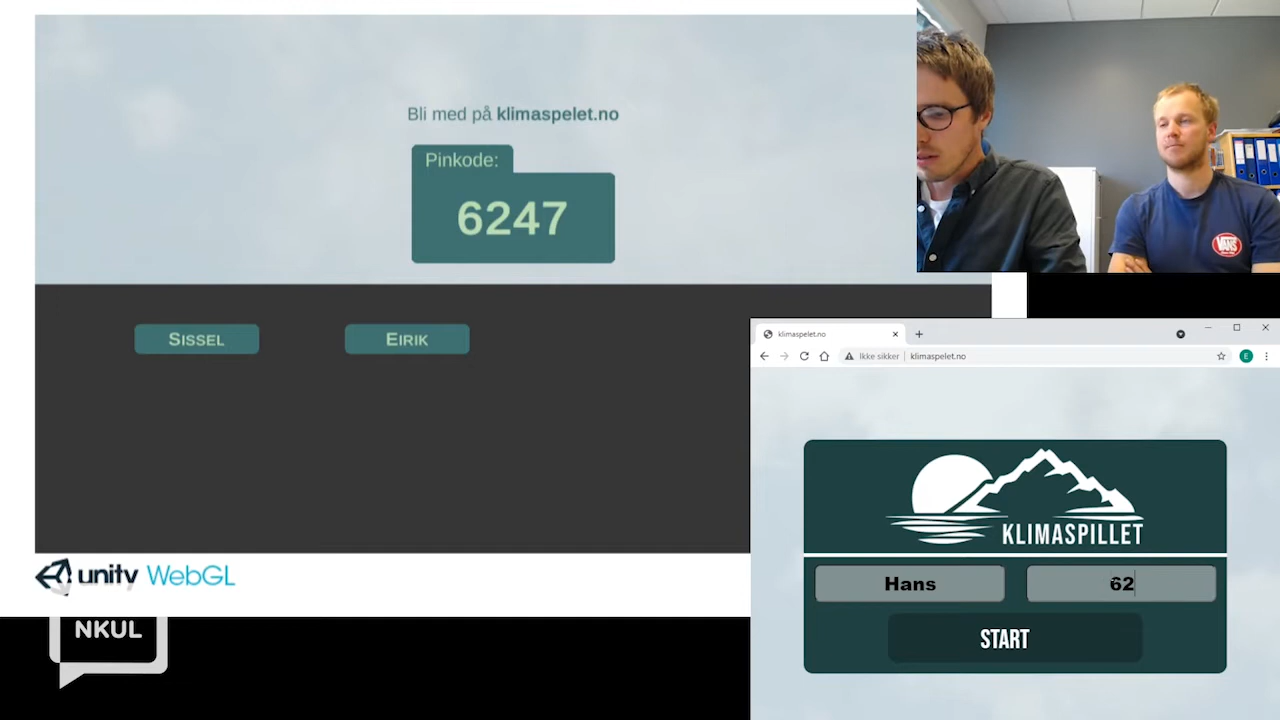 Bli med på klimaspelet.no
Pinkode:
6247
SISSEL
EIRIK
unity WebGL
NKUL
VANS
klimaspelet.no
Ikke sikker
klimaspelet.no
E
KLIMASPILLET
Hans
62
START